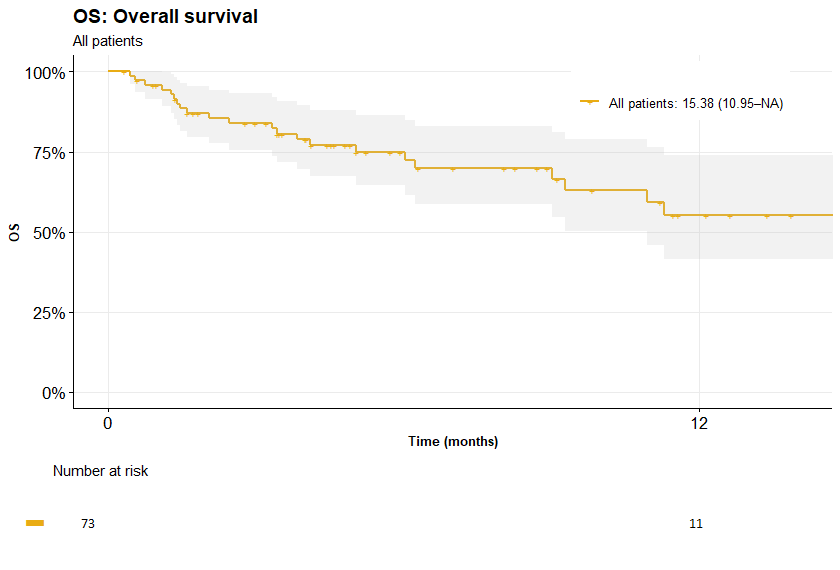 OS: Overall survival
All patients
100%
All patients: 15.38 (10.95–NA)
75%
50%
OS
25%
0%
0 12
Time (months)
Number at risk
73 11